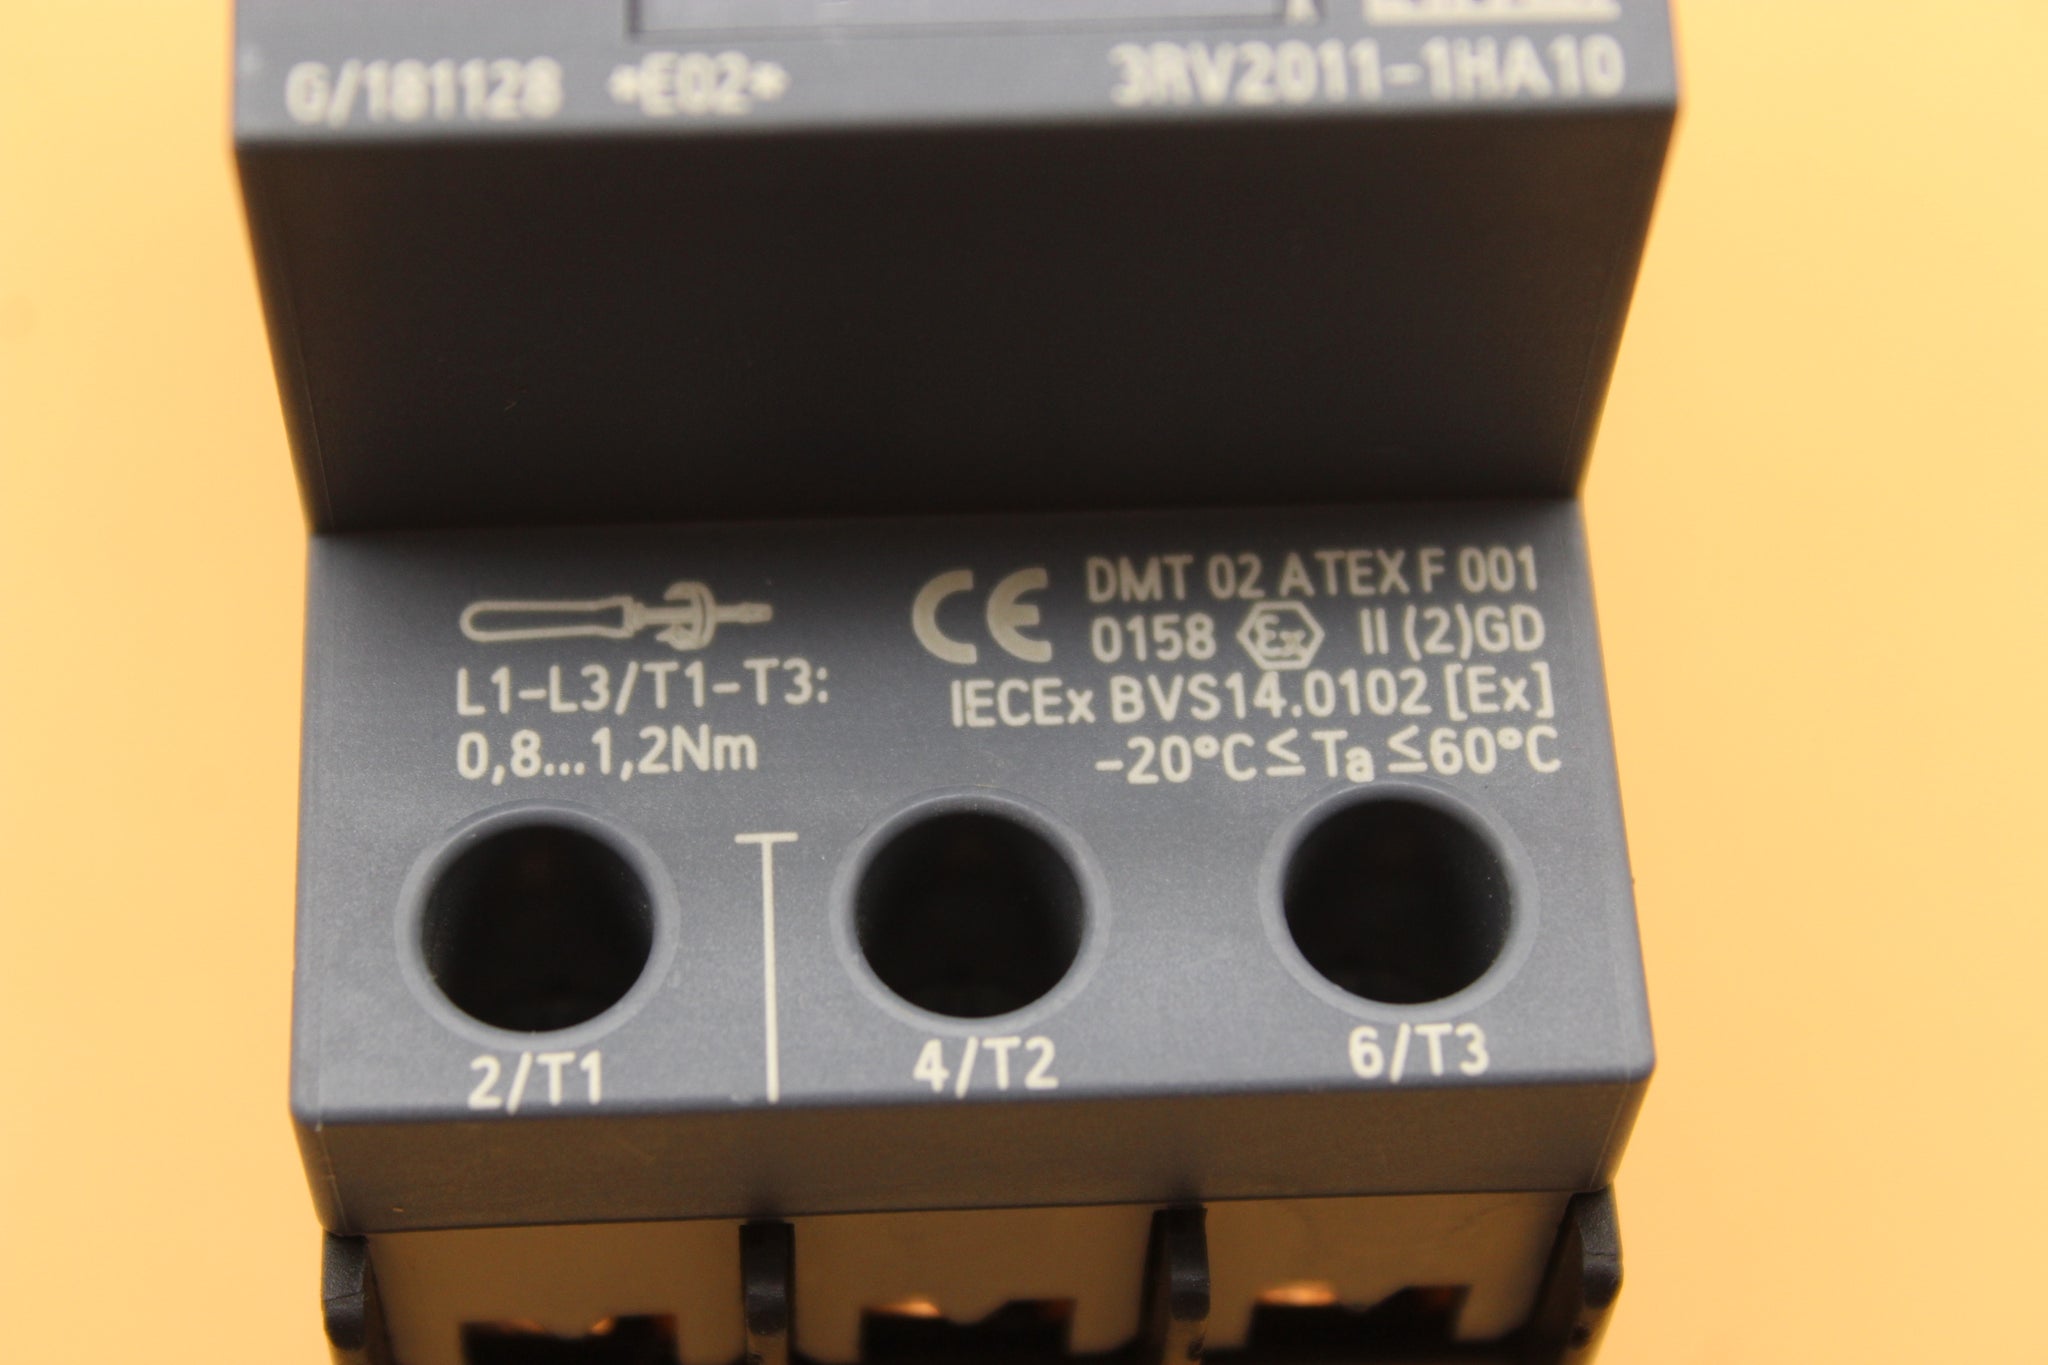 G/181128 *E02* 3RV2011-1HA10
DMT 02 ATEX F 001
CE 0158 Ex II (2)GD
L1-L3/T1-T3:
IECEx BVS14.0102 [Ex]
0,8...1,2Nm
-20°C ≤ Ta ≤60°C
2/T1 4/T2 6/T3